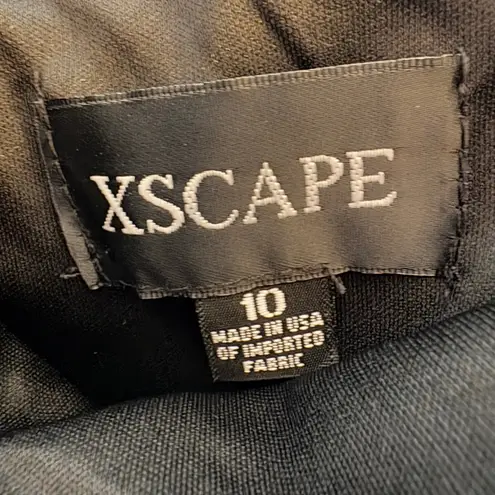 XSCAPE
10
MADE IN USA
OF IMPORTED
FABRIC